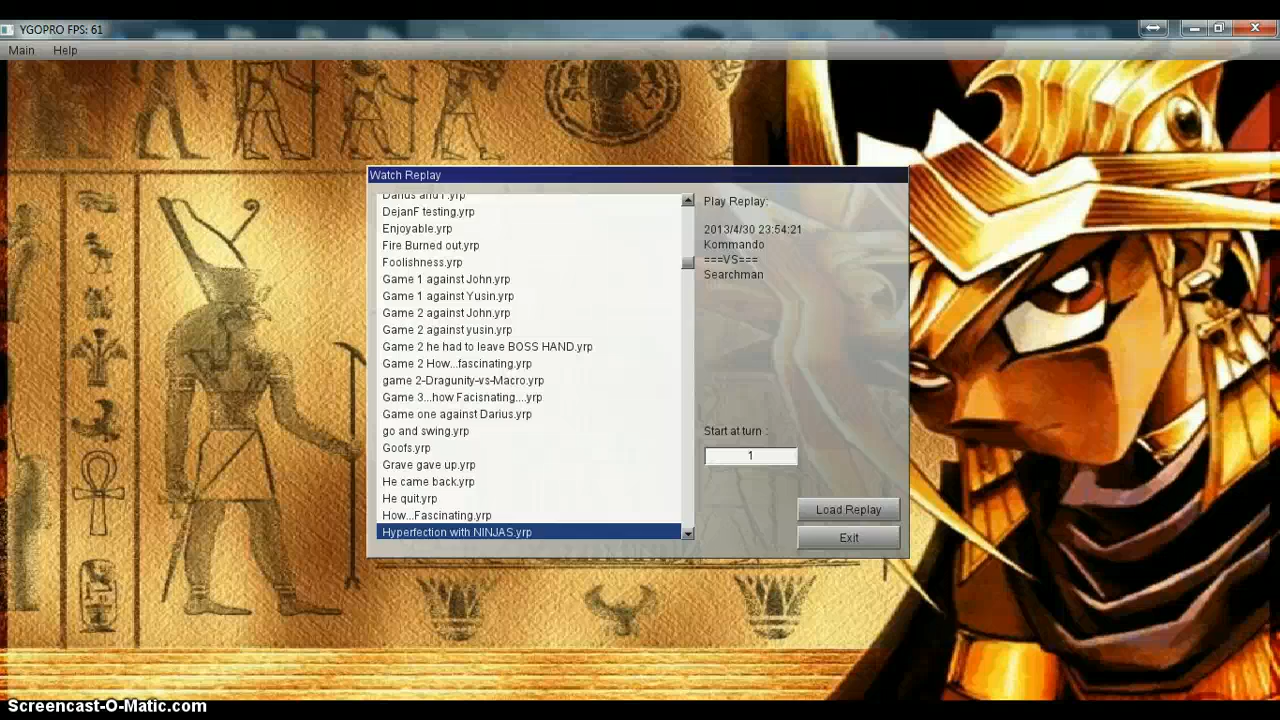 YGOPRO FPS: 61
Main Help
Watch Replay
Darius and I.yrp
DejanF testing.yrp
Enjoyable.yrp
Fire Burned out.yrp
Foolishness.yrp
Game 1 against John.yrp
Game 1 against Yusin.yrp
Game 2 against John.yrp
Game 2 against yusin.yrp
Game 2 he had to leave BOSS HAND.yrp
Game 2 How...fascinating.yrp
game 2-Dragunity-vs-Macro.yrp
Game 3...how Facisnating....yrp
Game one against Darius.yrp
go and swing.yrp
Goofs.yrp
Grave gave up.yrp
He came back.yrp
He quit.yrp
How...Fascinating.yrp
Hyperfection with NINJAS.yrp
Play Replay:
2013/4/30 23:54:21
Kommando
===VS===
Searchman
Start at turn :
1
Load Replay
Exit
Screencast-O-Matic.com